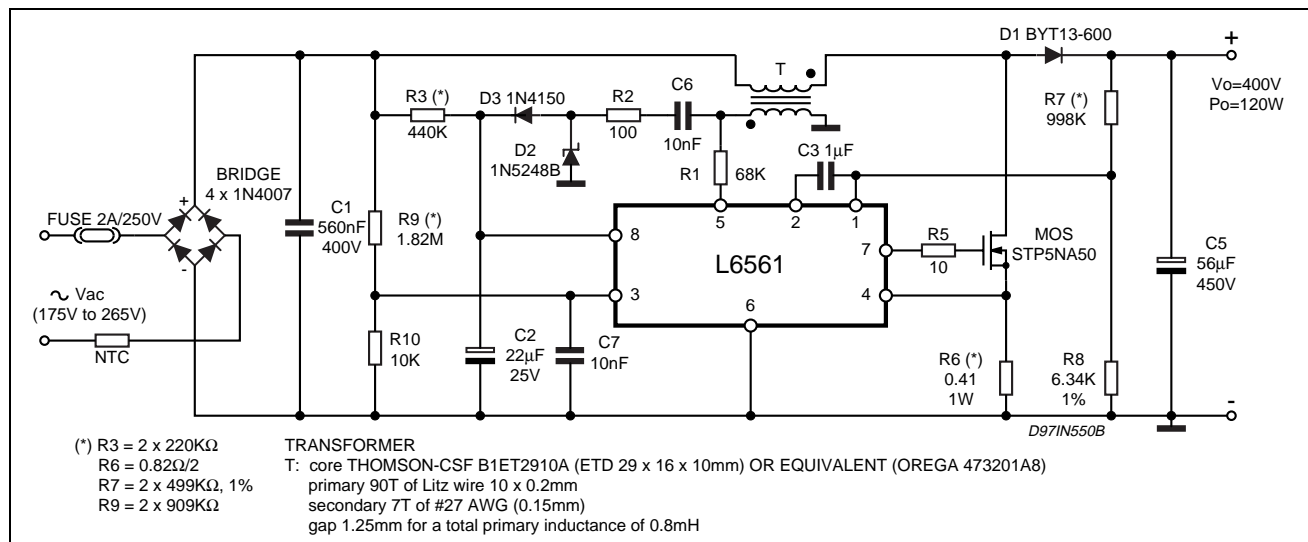 D1 BYT13-600
+
Vo=400V
Po=120W
T
C6
10nF
R3 (*)
440K
D3 1N4150
R2
100
R7 (*)
998K
D2
1N5248B
C3 1µF
R1
68K
BRIDGE
4 x 1N4007
+
-
FUSE 2A/250V
C1
560nF
400V
R9 (*)
1.82M
5
2
1
8
7
L6561
3
4
6
R5
10
MOS
STP5NA50
C5
56µF
450V
Vac
(175V to 265V)
NTC
R10
10K
C2
22µF
25V
C7
10nF
R6 (*)
0.41
1W
R8
6.34K
1%
-
D97IN550B
(*) R3 = 2 x 220KΩ
R6 = 0.82Ω/2
R7 = 2 x 499KΩ, 1%
R9 = 2 x 909KΩ
TRANSFORMER
T: core THOMSON-CSF B1ET2910A (ETD 29 x 16 x 10mm) OR EQUIVALENT (OREGA 473201A8)
primary 90T of Litz wire 10 x 0.2mm
secondary 7T of #27 AWG (0.15mm)
gap 1.25mm for a total primary inductance of 0.8mH